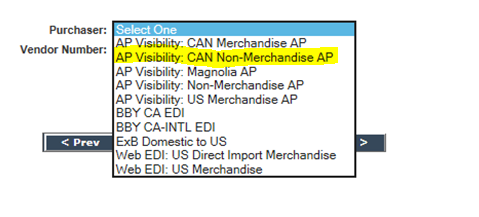 Purchaser: Select One
Vendor Number: AP Visibility: CAN Merchandise AP
AP Visibility: CAN Non-Merchandise AP
AP Visibility: Magnolia AP
AP Visibility: Non-Merchandise AP
AP Visibility: US Merchandise AP
BBY CA EDI
BBY CA-INTL EDI
ExB Domestic to US
Web EDI: US Direct Import Merchandise
Web EDI: US Merchandise
< Prev >